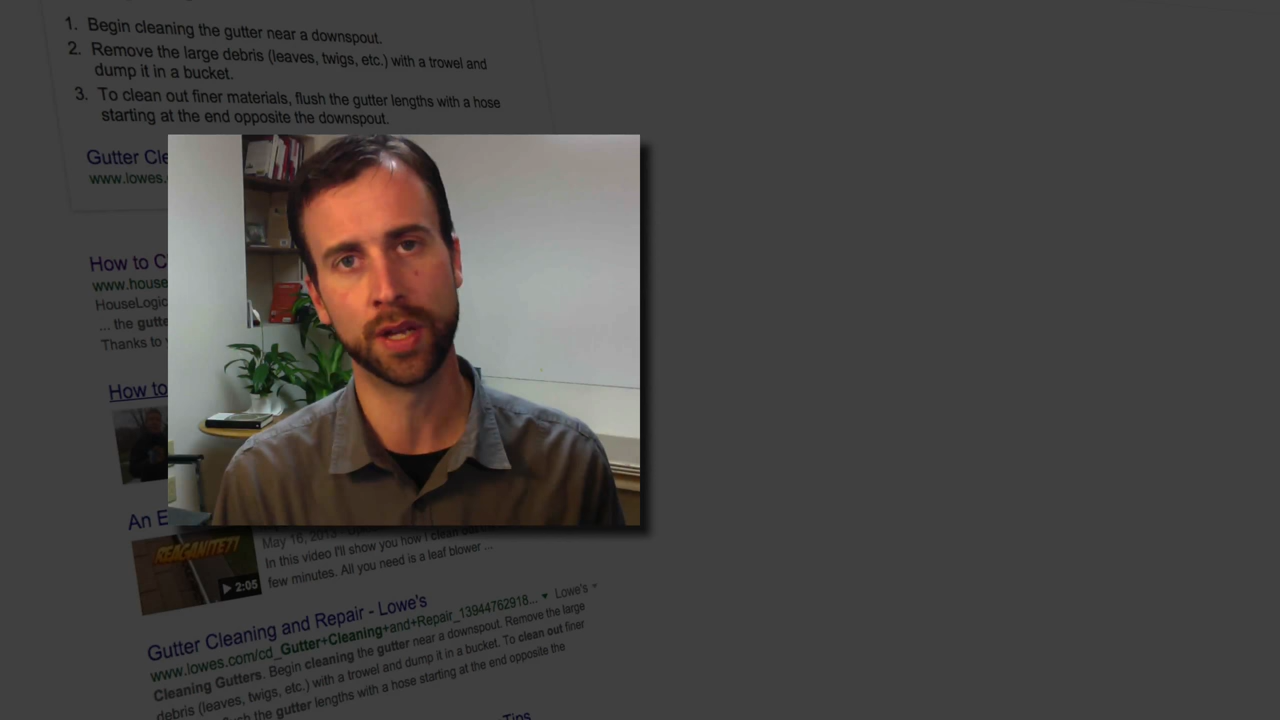 1. Begin cleaning the gutter near a downspout.
2. Remove the large debris (leaves, twigs, etc.) with a trowel and
dump it in a bucket.
3. To clean out finer materials, flush the gutter lengths with a hose
starting at the end opposite the downspout.
Gutter Cle
www.lowes.
How to C
www.house
HouseLogic
... the gutte
Thanks to
How to
An E
May 16, 2013
REAGANITE71
In this video I'll show you how I clean out
few minutes. All you need is a leaf blower ...
2:05
Gutter Cleaning and Repair - Lowe's
www.lowes.com/cd_Gutter+Cleaning+and+Repair_13944762918... Lowe's
Cleaning Gutters. Begin cleaning the gutter near a downspout. Remove the large
debris (leaves, twigs, etc.) with a trowel and dump it in a bucket. To clean out finer
the gutter lengths with a hose starting at the end opposite the
Tips